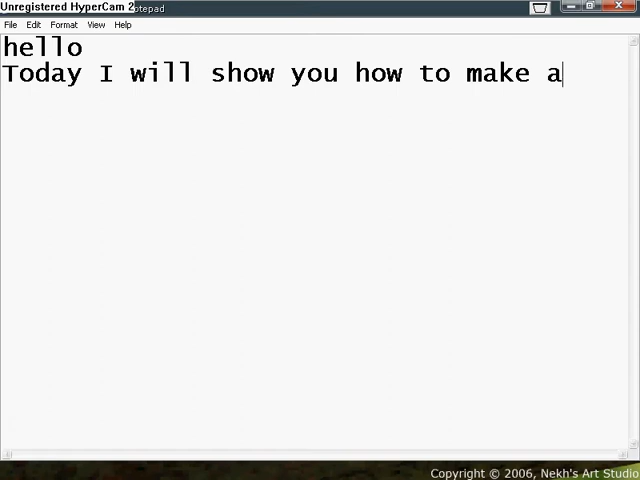 Unregistered HyperCam 2
otepad
File Edit Format View Help
hello
Today I will show you how to make a
Copyright © 2006, Nekh's Art Studio